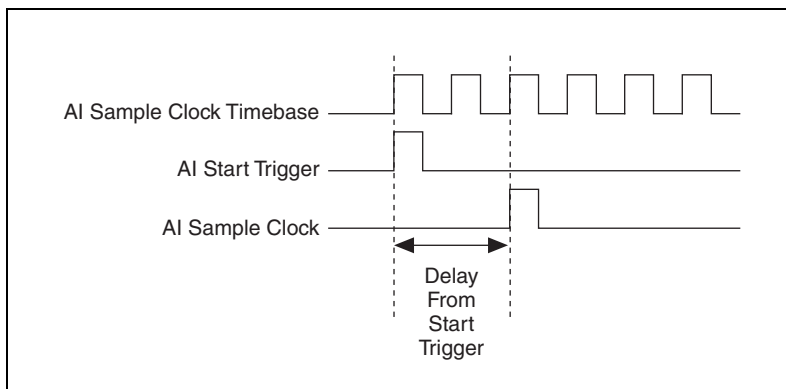 AI Sample Clock Timebase
AI Start Trigger
AI Sample Clock
Delay
From
Start
Trigger